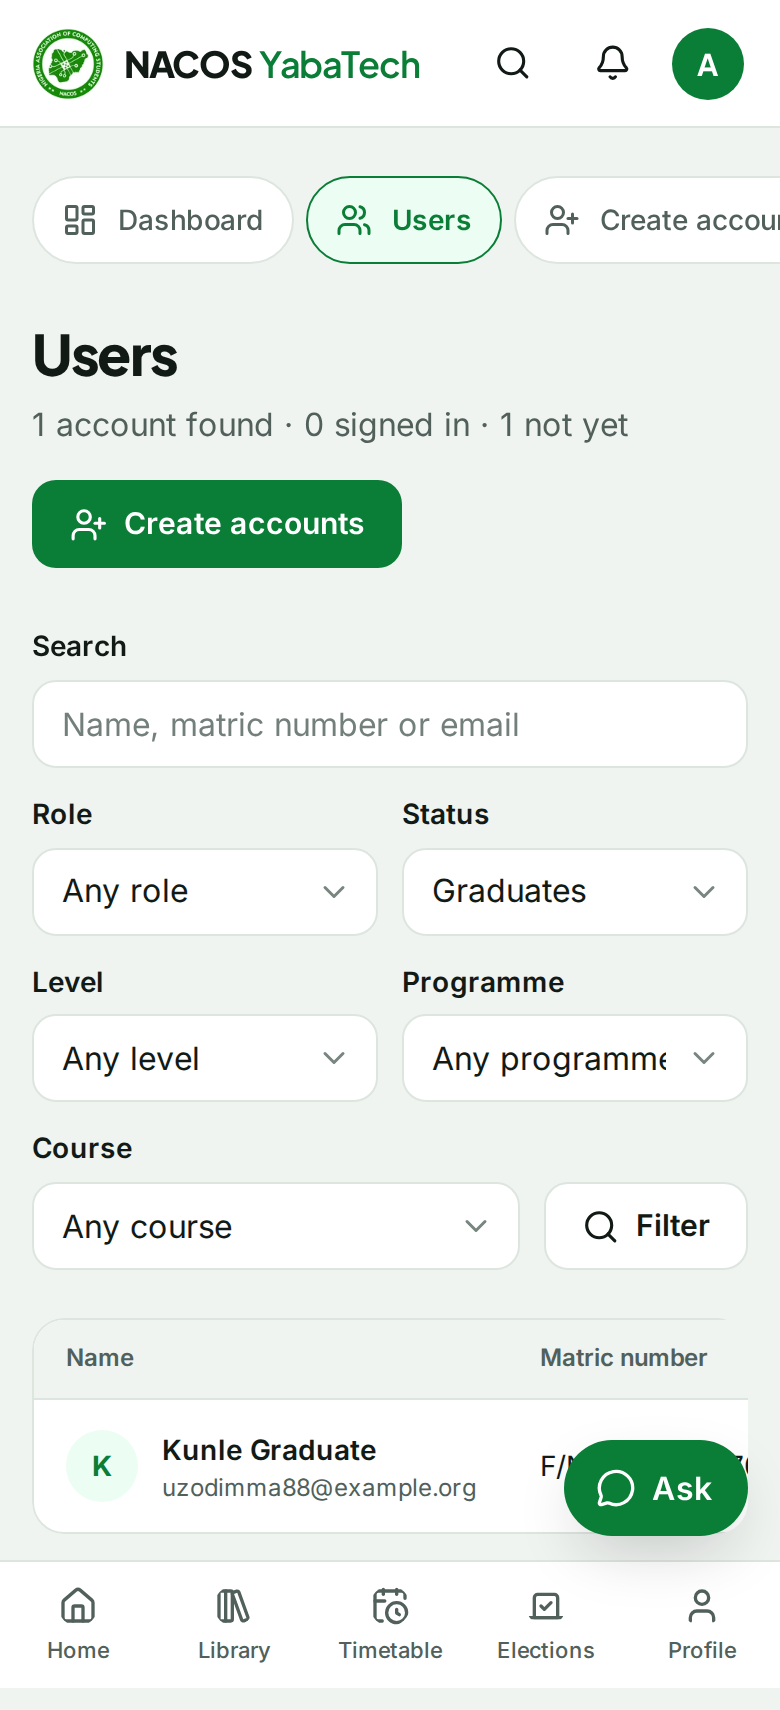 NACOS YabaTech
A
Dashboard
Users
Create accoun
Users
1 account found · 0 signed in · 1 not yet
Create accounts
Search
Name, matric number or email
Role
Status
Any role
Graduates
Level
Programme
Any level
Any programme
Course
Any course
Filter
Name
Matric number
K
Kunle Graduate
F/
uzodimma88@example.org
Ask
Home
Library
Timetable
Elections
Profile